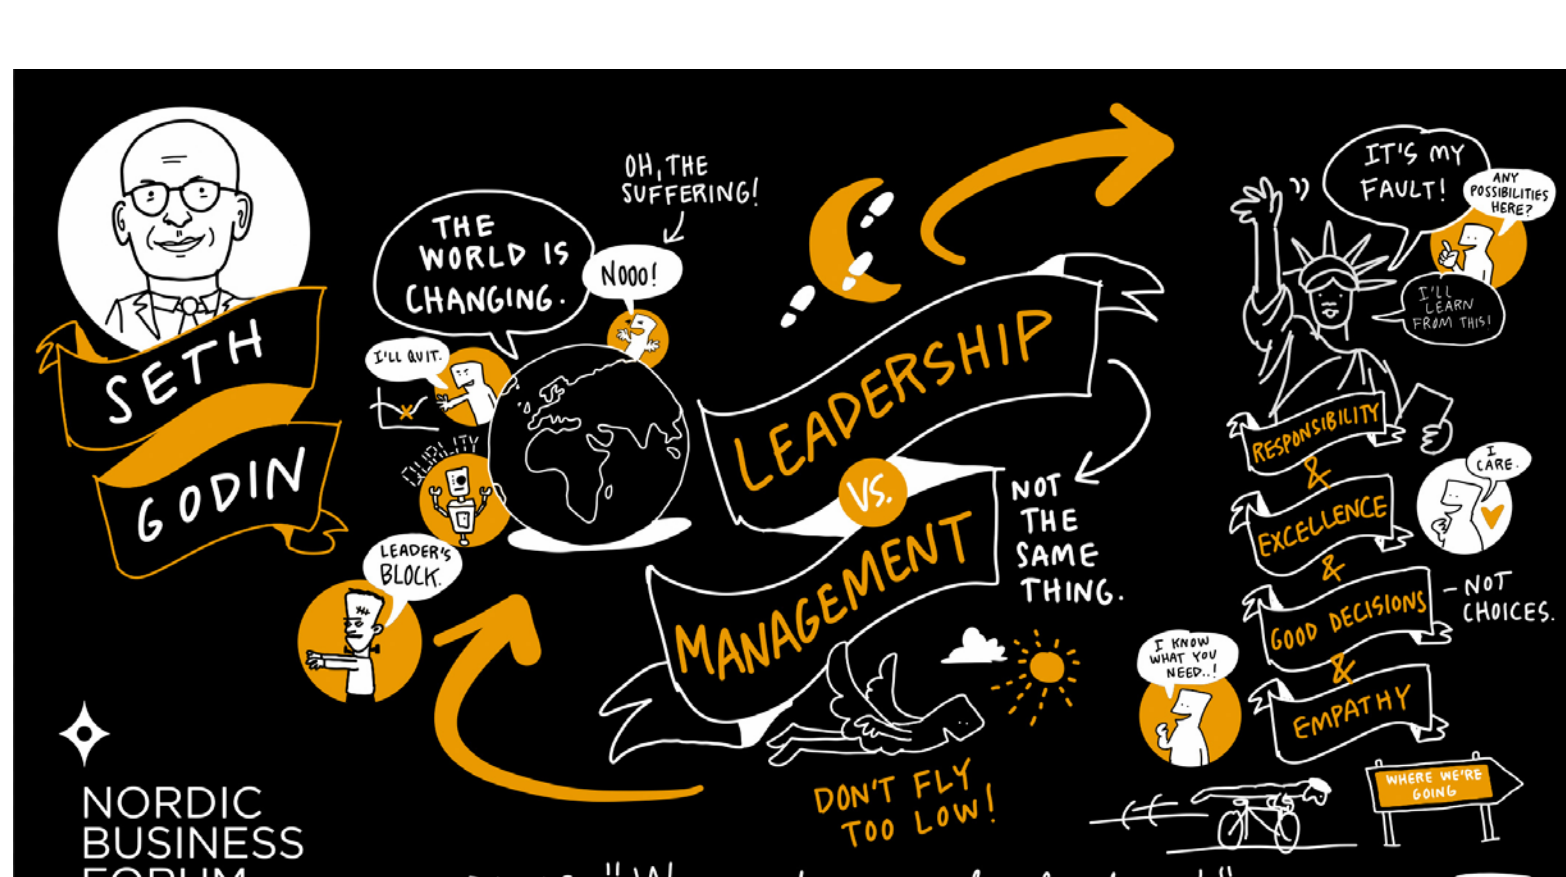 SETH
GODIN
OH, THE
SUFFERING!
THE
WORLD IS
CHANGING.
NOOO!
I'LL QUIT.
LEADER'S
BLOCK.
LEADERSHIP
VS.
MANAGEMENT
NOT
THE
SAME
THING.
DON'T FLY
TOO LOW!
IT'S MY
FAULT!
ANY
POSSIBILITIES
HERE?
I'LL
LEARN
FROM THIS!
RESPONSIBILITY
&
EXCELLENCE
&
GOOD DECISIONS
&
EMPATHY
I
CARE.
- NOT
CHOICES.
I KNOW
WHAT YOU
NEED..!
WHERE WE'RE
GOING
NORDIC
BUSINESS
FORUM